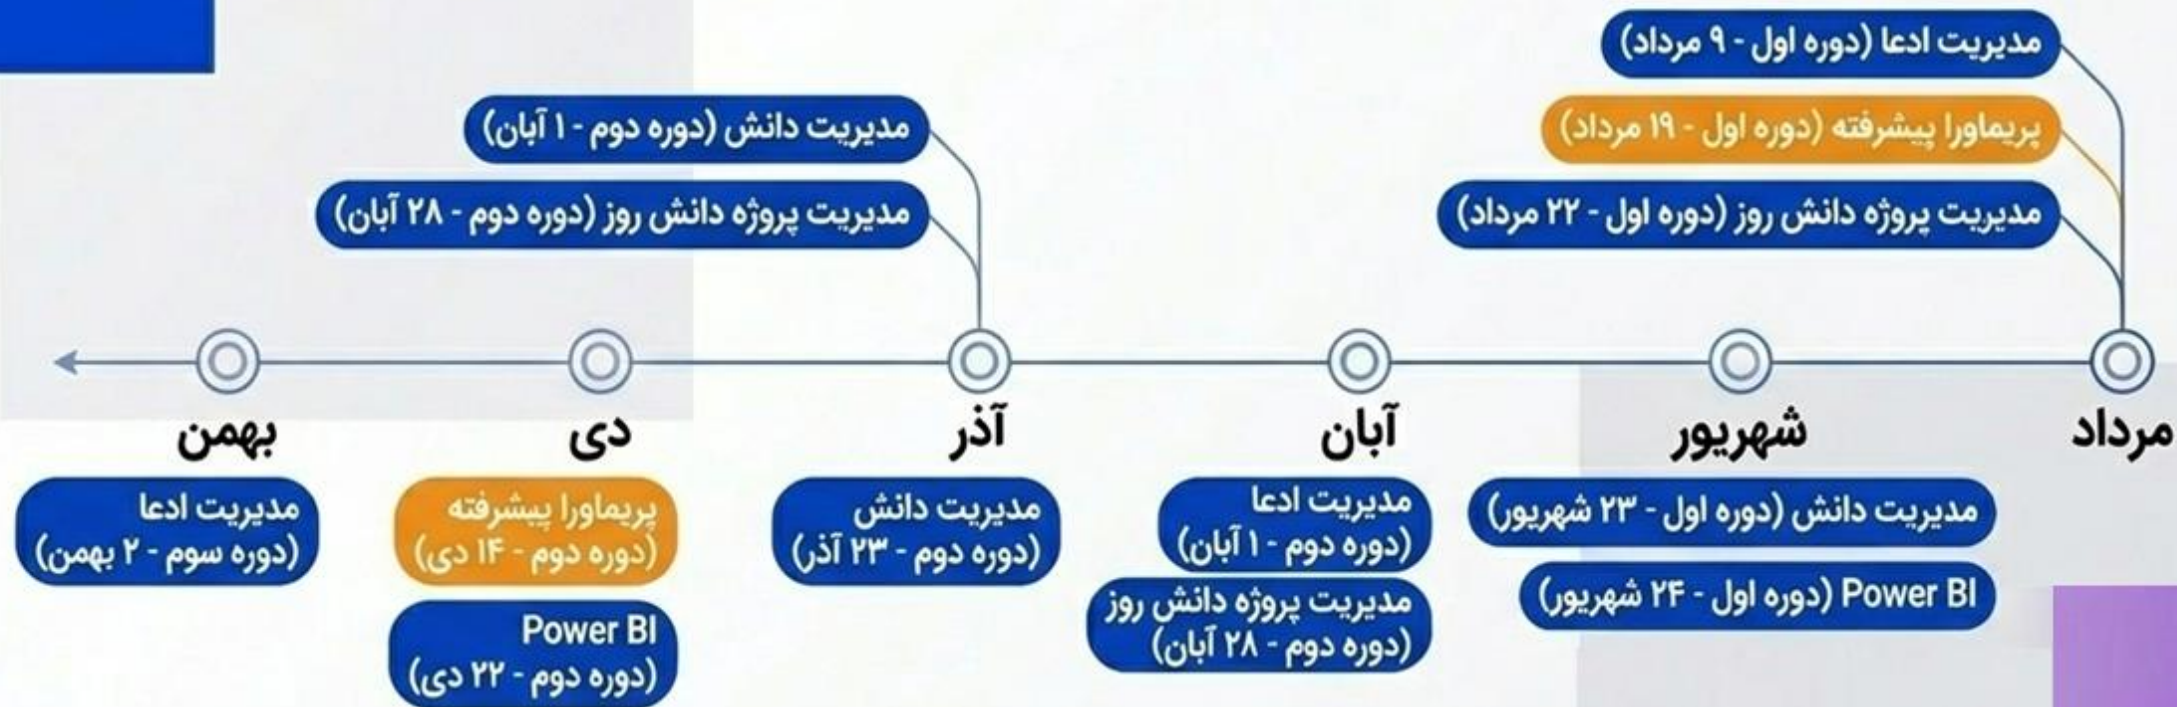 مدیریت ادعا (دوره اول - ۹ مرداد)
پریماورا پیشرفته (دوره اول - ۱۹ مرداد)
مدیریت پروژه دانش روز (دوره اول - ۲۲ مرداد)
مدیریت دانش (دوره دوم - ۱ آبان)
مدیریت پروژه دانش روز (دوره دوم - ۲۸ آبان)
مرداد
شهریور
آبان
آذر
دی
بهمن
مدیریت دانش (دوره اول - ۲۳ شهریور)
Power BI (دوره اول - ۲۴ شهریور)
مدیریت ادعا
(دوره دوم - ۱ آبان)
مدیریت پروژه دانش روز
(دوره دوم - ۲۸ آبان)
مدیریت دانش
(دوره دوم - ۲۳ آذر)
پریماورا پیشرفته
(دوره دوم - ۱۴ دی)
Power BI
(دوره دوم - ۲۲ دی)
مدیریت ادعا
(دوره سوم - ۲ بهمن)